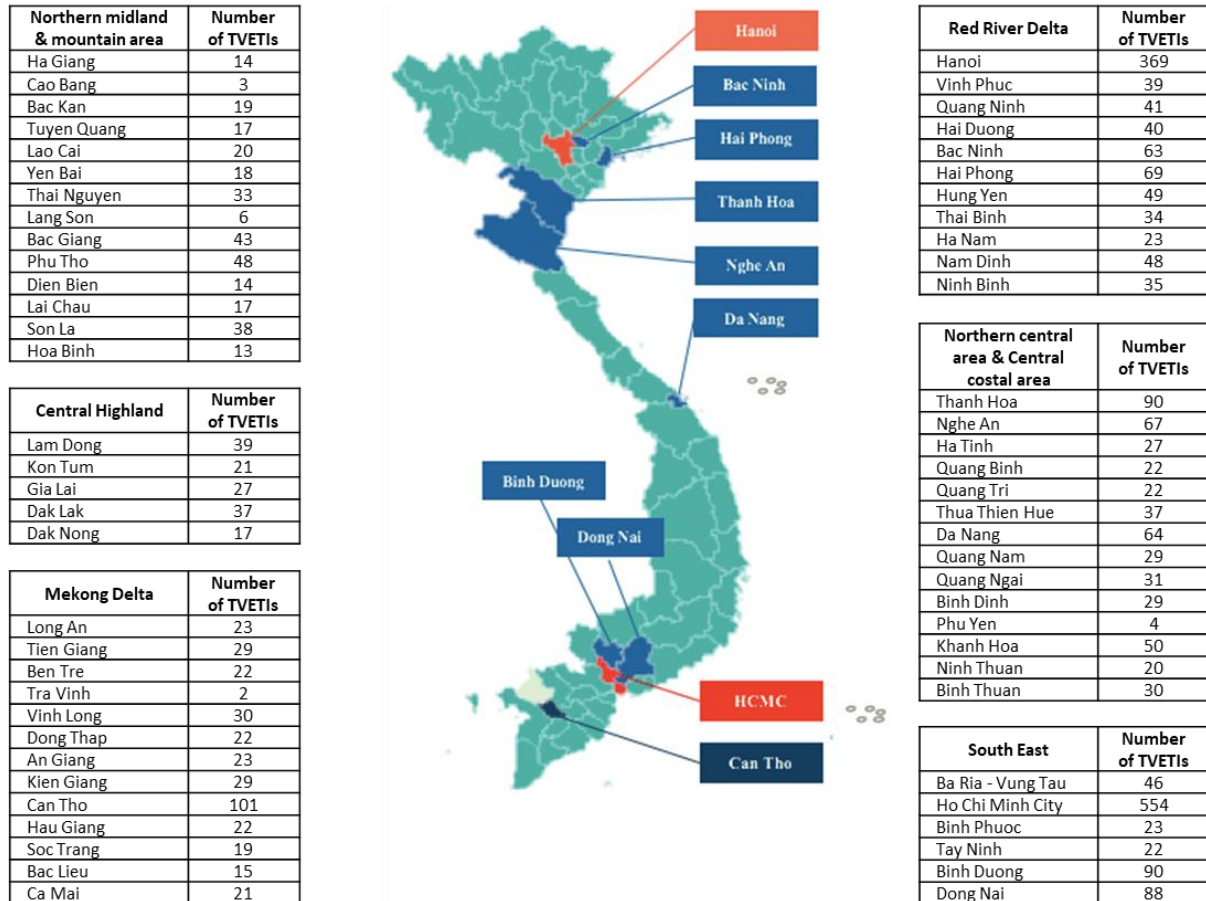 Northern midland & mountain area Number of TVETIs
Ha Giang 14
Cao Bang 3
Bac Kan 19
Tuyen Quang 17
Lao Cai 20
Yen Bai 18
Thai Nguyen 33
Lang Son 6
Bac Giang 43
Phu Tho 48
Dien Bien 14
Lai Chau 17
Son La 38
Hoa Binh 13
Central Highland Number of TVETIs
Lam Dong 39
Kon Tum 21
Gia Lai 27
Dak Lak 37
Dak Nong 17
Mekong Delta Number of TVETIs
Long An 23
Tien Giang 29
Ben Tre 22
Tra Vinh 2
Vinh Long 30
Dong Thap 22
An Giang 23
Kien Giang 29
Can Tho 101
Hau Giang 22
Soc Trang 19
Bac Lieu 15
Ca Mai 21
Hanoi
Bac Ninh
Hai Phong
Thanh Hoa
Nghe An
Da Nang
Binh Duong
Dong Nai
HCMC
Can Tho
Red River Delta Number of TVETIs
Hanoi 369
Vinh Phuc 39
Quang Ninh 41
Hai Duong 40
Bac Ninh 63
Hai Phong 69
Hung Yen 49
Thai Binh 34
Ha Nam 23
Nam Dinh 48
Ninh Binh 35
Northern central area & Central costal area Number of TVETIs
Thanh Hoa 90
Nghe An 67
Ha Tinh 27
Quang Binh 22
Quang Tri 22
Thua Thien Hue 37
Da Nang 64
Quang Nam 29
Quang Ngai 31
Binh Dinh 29
Phu Yen 4
Khanh Hoa 50
Ninh Thuan 20
Binh Thuan 30
South East Number of TVETIs
Ba Ria - Vung Tau 46
Ho Chi Minh City 554
Binh Phuoc 23
Tay Ninh 22
Binh Duong 90
Dong Nai 88